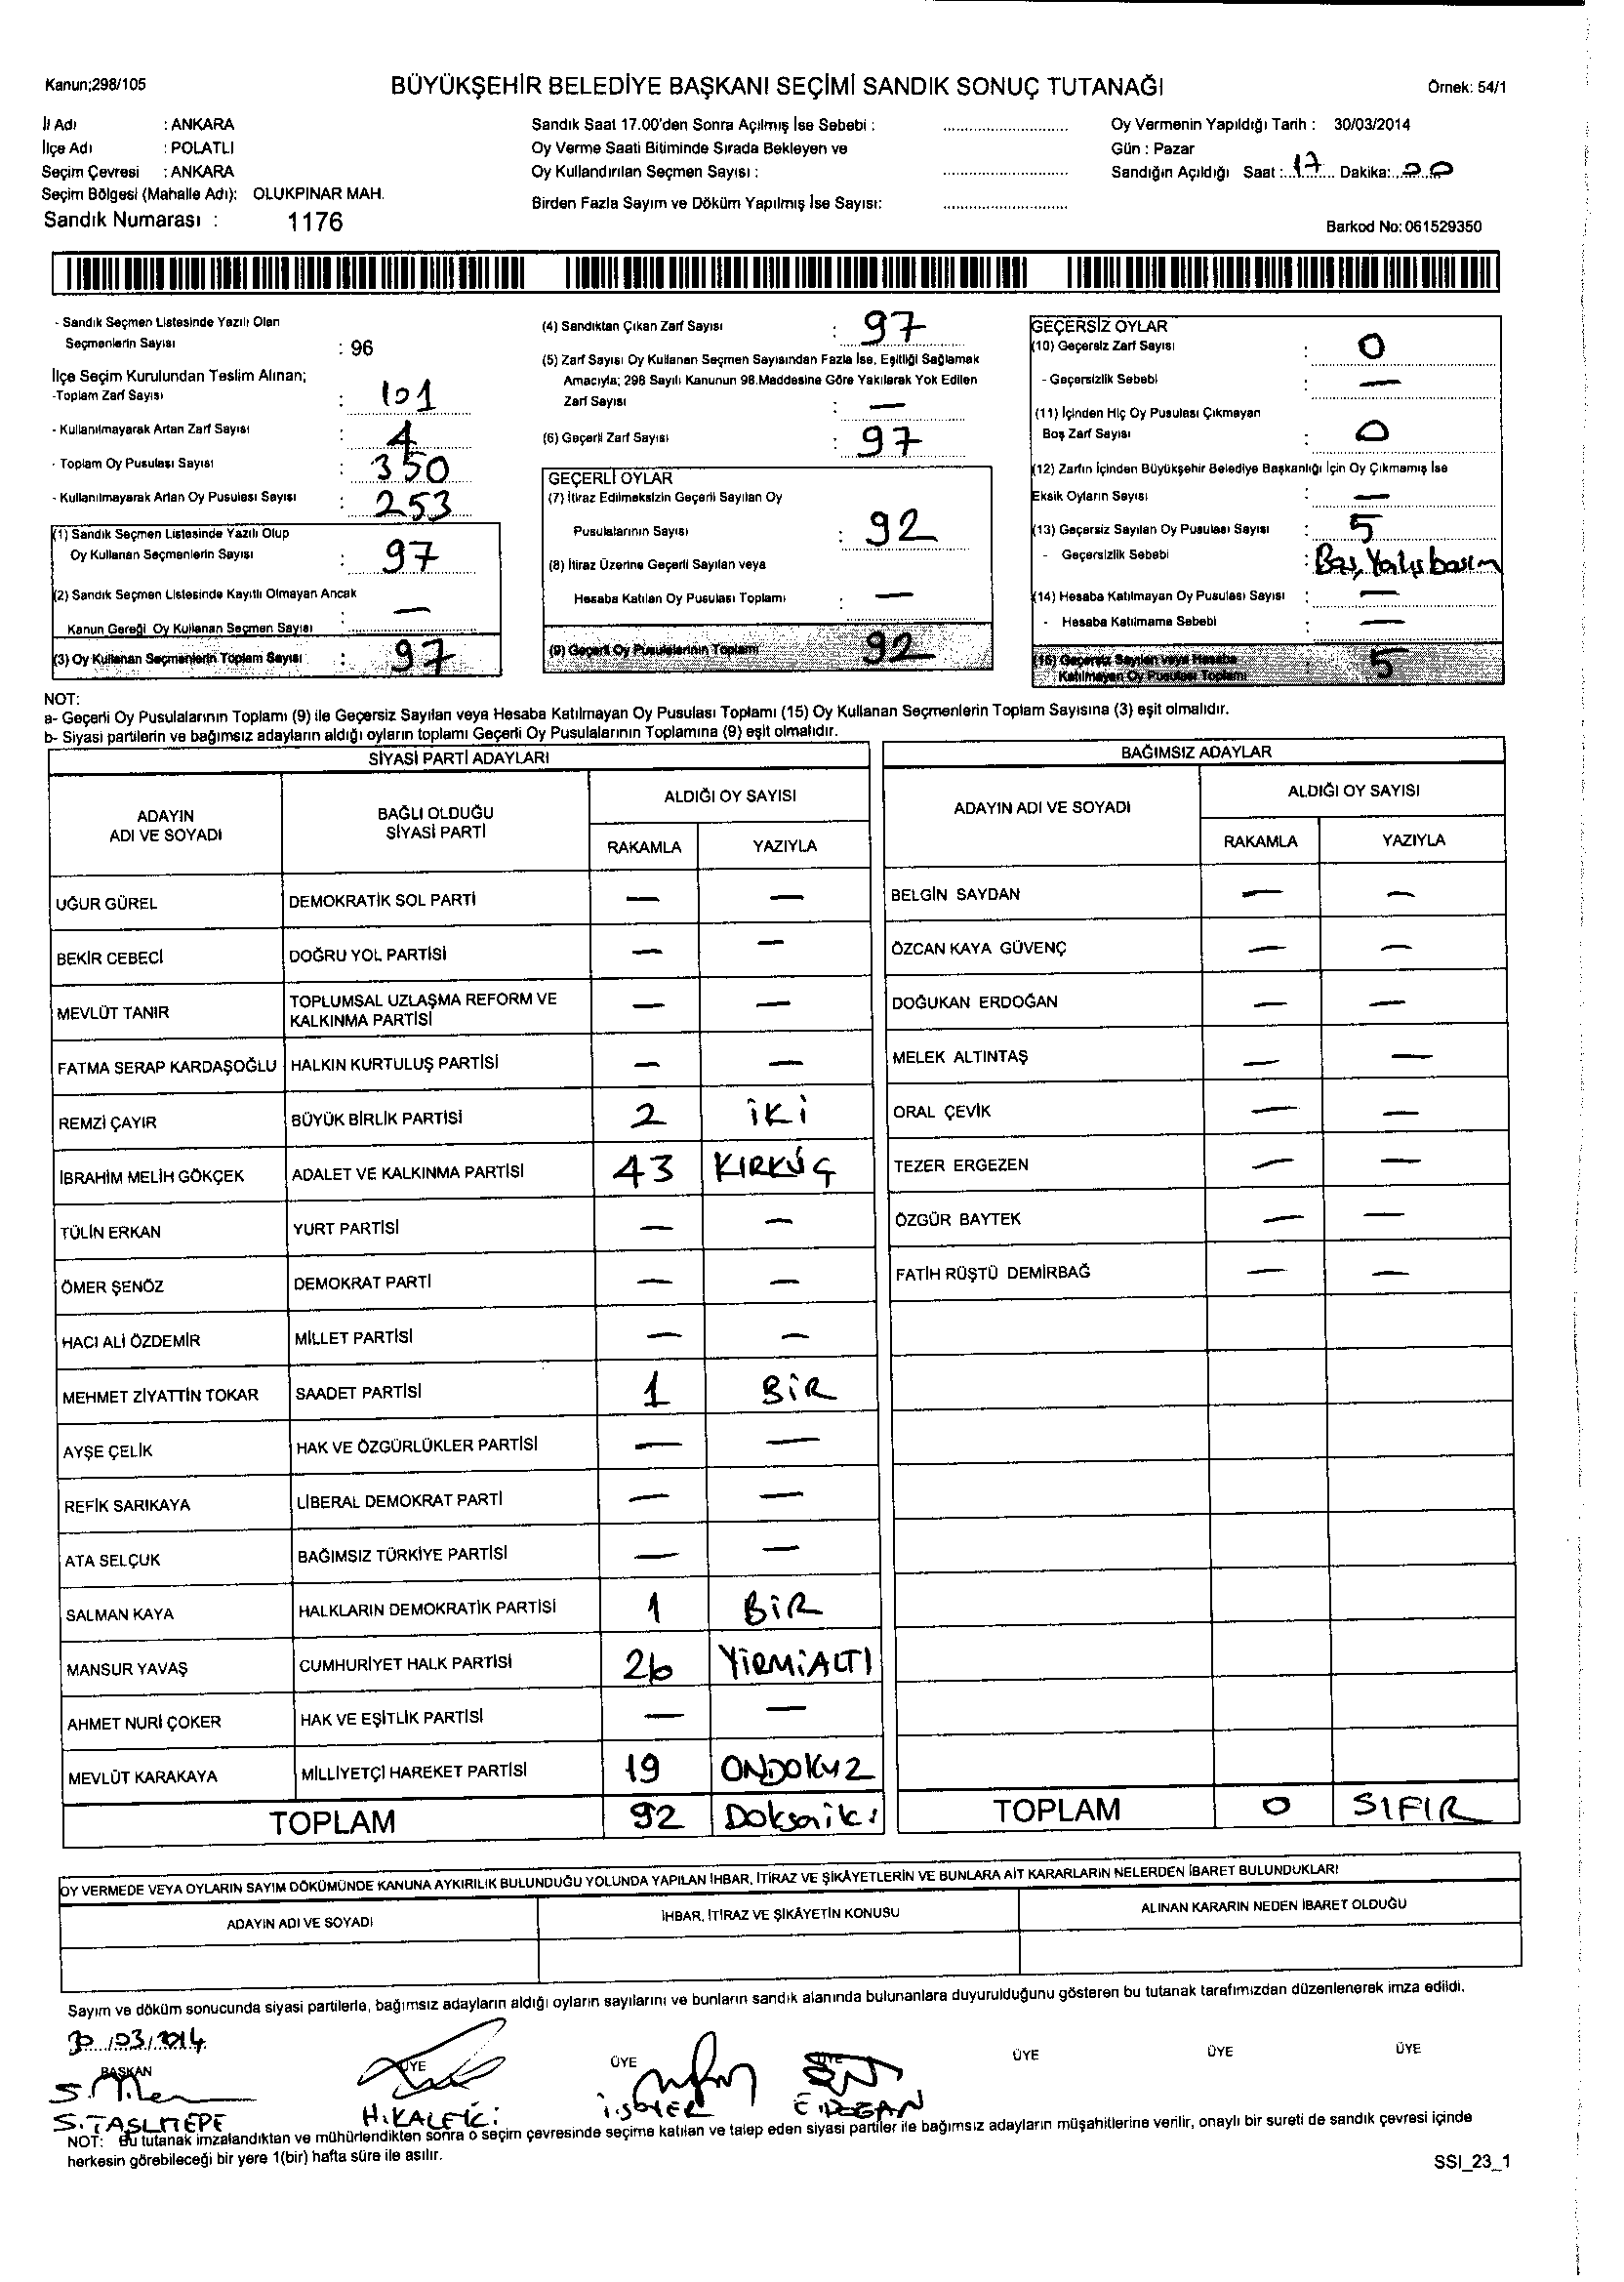 Kanun;298/105
BÜYÜKŞEHİR BELEDİYE BAŞKANI SEÇİMİ SANDIK SONUÇ TUTANAĞI
Örnek: 54/1
İl Adı : ANKARA
İlçe Adı : POLATLI
Seçim Çevresi : ANKARA
Seçim Bölgesi (Mahalle Adı): OLUKPINAR MAH.
Sandık Numarası : 1176
Sandık Saat 17.00'den Sonra Açılmış İse Sebebi :
Oy Verme Saati Bitiminde Sırada Bekleyen ve
Oy Kullandırılan Seçmen Sayısı :
Birden Fazla Sayım ve Döküm Yapılmış İse Sayısı:
Oy Vermenin Yapıldığı Tarih : 30/03/2014
Gün : Pazar
Sandığın Açıldığı Saat : 17 Dakika: 20
Barkod No: 061529350
- Sandık Seçmen Listesinde Yazılı Olan
Seçmenlerin Sayısı : 96
İlçe Seçim Kurulundan Teslim Alınan;
-Toplam Zarf Sayısı : 101
- Kullanılmayarak Artan Zarf Sayısı : 4
- Toplam Oy Pusulası Sayısı : 350
- Kullanılmayarak Artan Oy Pusulası Sayısı : 253
(1) Sandık Seçmen Listesinde Yazılı Olup
Oy Kullanan Seçmenlerin Sayısı : 97
(2) Sandık Seçmen Listesinde Kayıtlı Olmayan Ancak
Kanun Gereği Oy Kullanan Seçmen Sayısı : —
(3) Oy Kullanan Seçmenlerin Toplam Sayısı : 97
(4) Sandıktan Çıkan Zarf Sayısı : 97
(5) Zarf Sayısı Oy Kullanan Seçmen Sayısından Fazla İse, Eşitliği Sağlamak
Amacıyla; 298 Sayılı Kanunun 98.Maddesine Göre Yakılarak Yok Edilen
Zarf Sayısı : —
(6) Geçerli Zarf Sayısı : 97
GEÇERLİ OYLAR
(7) İtiraz Edilmeksizin Geçerli Sayılan Oy
Pusulalarının Sayısı : 92
(8) İtiraz Üzerine Geçerli Sayılan veya
Hesaba Katılan Oy Pusulası Toplamı : —
(9) Geçerli Oy Pusulalarının Toplamı 92
GEÇERSİZ OYLAR
(10) Geçersiz Zarf Sayısı : 0
- Geçersizlik Sebebi : —
(11) İçinden Hiç Oy Pusulası Çıkmayan
Boş Zarf Sayısı : 0
(12) Zarfın İçinden Büyükşehir Belediye Başkanlığı İçin Oy Çıkmamış İse
Eksik Oyların Sayısı : —
(13) Geçersiz Sayılan Oy Pusulası Sayısı : 5
- Geçersizlik Sebebi :
(14) Hesaba Katılmayan Oy Pusulası Sayısı : —
- Hesaba Katılmama Sebebi : —
(15) Geçersiz Sayılan veya Hesaba
Katılmayan Oy Pusulası Toplamı : 5
NOT:
a- Geçerli Oy Pusulalarının Toplamı (9) ile Geçersiz Sayılan veya Hesaba Katılmayan Oy Pusulası Toplamı (15) Oy Kullanan Seçmenlerin Toplam Sayısına (3) eşit olmalıdır.
b- Siyasi partilerin ve bağımsız adayların aldığı oyların toplamı Geçerli Oy Pusulalarının Toplamına (9) eşit olmalıdır.
SİYASİ PARTİ ADAYLARI
ADAYIN
ADI VE SOYADI
BAĞLI OLDUĞU
SİYASİ PARTİ
ALDIĞI OY SAYISI
RAKAMLA YAZIYLA
UĞUR GÜREL DEMOKRATİK SOL PARTİ — —
BEKİR CEBECİ DOĞRU YOL PARTİSİ — —
MEVLÜT TANIR TOPLUMSAL UZLAŞMA REFORM VE
KALKINMA PARTİSİ — —
FATMA SERAP KARDAŞOĞLU HALKIN KURTULUŞ PARTİSİ — —
REMZİ ÇAYIR BÜYÜK BİRLİK PARTİSİ 2 İKİ
İBRAHİM MELİH GÖKÇEK ADALET VE KALKINMA PARTİSİ 43 KIRKÜÇ
TÜLİN ERKAN YURT PARTİSİ — —
ÖMER ŞENÖZ DEMOKRAT PARTİ — —
HACI ALİ ÖZDEMİR MİLLET PARTİSİ — —
MEHMET ZİYATTİN TOKAR SAADET PARTİSİ 1 BİR
AYŞE ÇELİK HAK VE ÖZGÜRLÜKLER PARTİSİ — —
REFİK SARIKAYA LİBERAL DEMOKRAT PARTİ — —
ATA SELÇUK BAĞIMSIZ TÜRKİYE PARTİSİ — —
SALMAN KAYA HALKLARIN DEMOKRATİK PARTİSİ 1 BİR
MANSUR YAVAŞ CUMHURİYET HALK PARTİSİ 26 YİRMİALTI
AHMET NURİ ÇOKER HAK VE EŞİTLİK PARTİSİ — —
MEVLÜT KARAKAYA MİLLİYETÇİ HAREKET PARTİSİ 19 ONDOKUZ
TOPLAM 92 Doksaniki
BAĞIMSIZ ADAYLAR
ADAYIN ADI VE SOYADI
ALDIĞI OY SAYISI
RAKAMLA YAZIYLA
BELGİN SAYDAN — —
ÖZCAN KAYA GÜVENÇ — —
DOĞUKAN ERDOĞAN — —
MELEK ALTINTAŞ — —
ORAL ÇEVİK — —
TEZER ERGEZEN — —
ÖZGÜR BAYTEK — —
FATİH RÜŞTÜ DEMİRBAĞ — —
TOPLAM 0 SIFIR
OY VERMEDE VEYA OYLARIN SAYIM DÖKÜMÜNDE KANUNA AYKIRILIK BULUNDUĞU YOLUNDA YAPILAN İHBAR, İTİRAZ VE ŞİKÂYETLERİN VE BUNLARA AİT KARARLARIN NELERDEN İBARET BULUNDUKLARI
ADAYIN ADI VE SOYADI
İHBAR, İTİRAZ VE ŞİKÂYETİN KONUSU
ALINAN KARARIN NEDEN İBARET OLDUĞU
Sayım ve döküm sonucunda siyasi partilerle, bağımsız adayların aldığı oyların sayılarını ve bunların sandık alanında bulunanlara duyurulduğunu gösteren bu tutanak tarafımızdan düzenlenerek imza edildi.
30/03/2014
BAŞKAN ÜYE ÜYE ÜYE ÜYE ÜYE ÜYE
S. TAŞLITEPE
NOT: Bu tutanak imzalandıktan ve mühürlendikten sonra o seçim çevresinde seçime katılan ve talep eden siyasi partiler ile bağımsız adayların müşahitlerine verilir, onaylı bir sureti de sandık çevresi içinde
herkesin görebileceği bir yere 1(bir) hafta süre ile asılır.
SSI_23_1